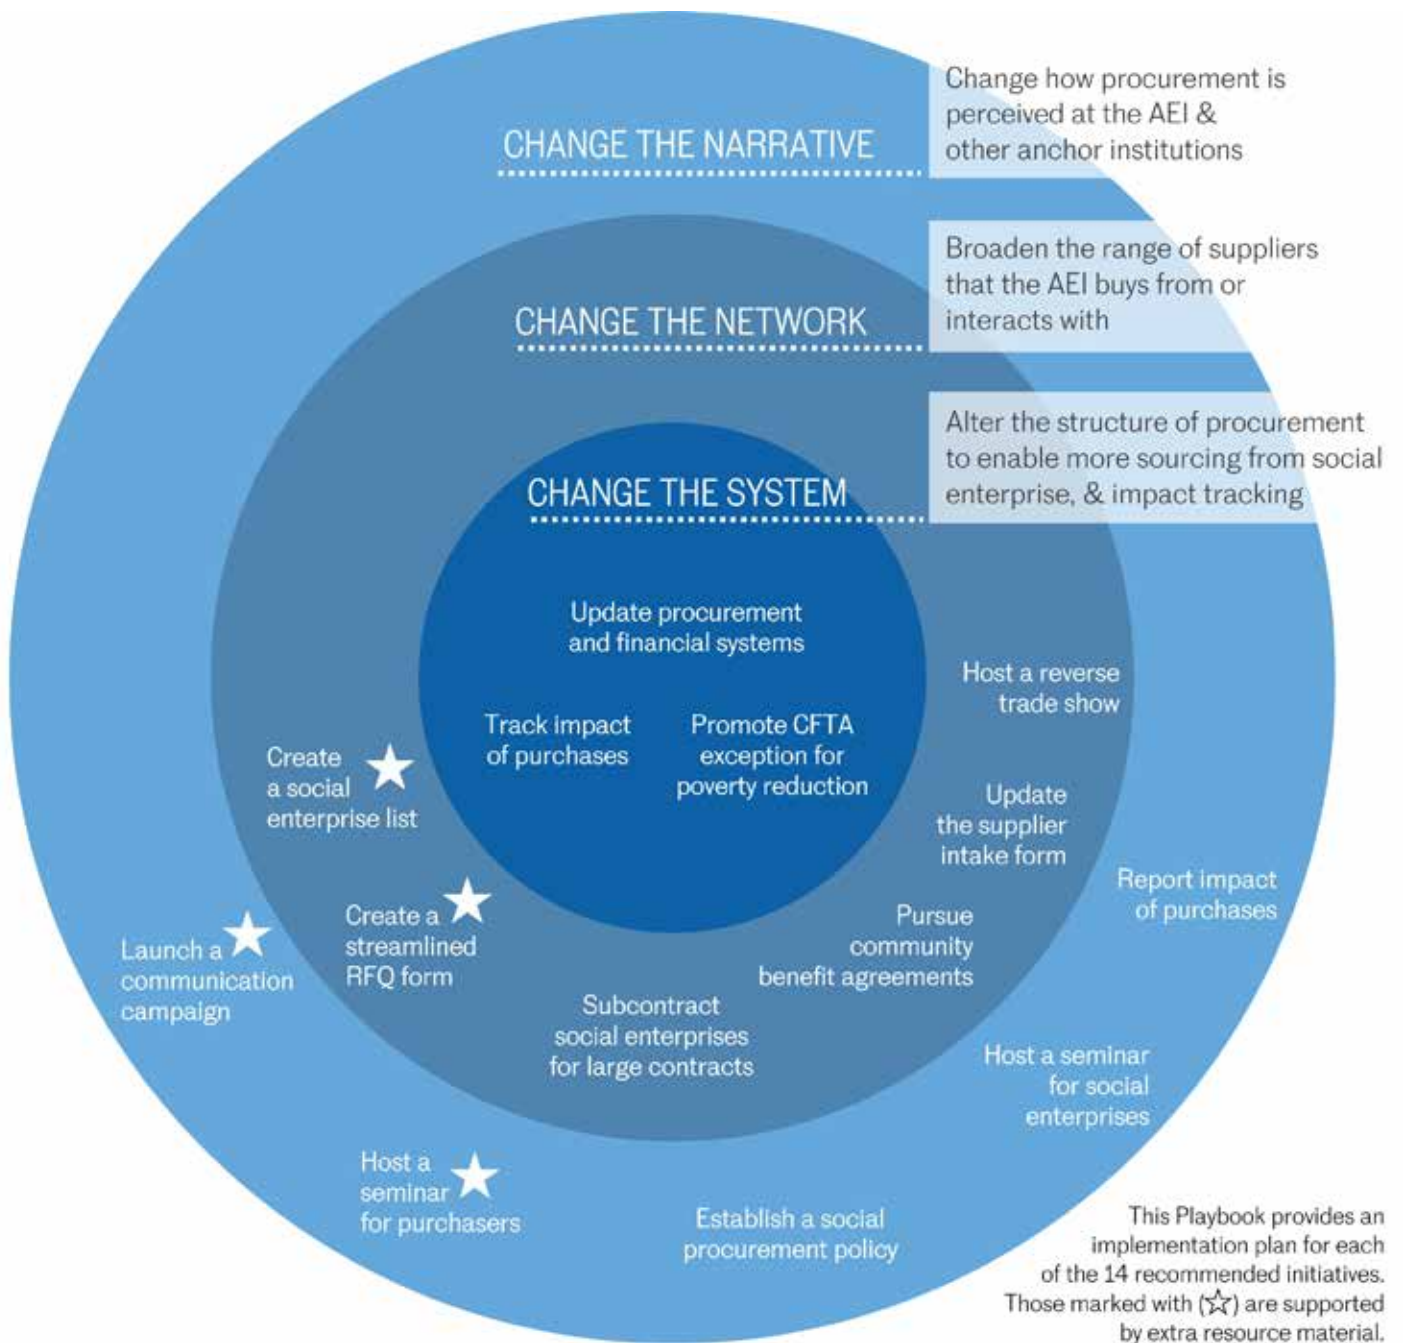 CHANGE THE NARRATIVE
Change how procurement is
perceived at the AEI &
other anchor institutions
CHANGE THE NETWORK
Broaden the range of suppliers
that the AEI buys from or
interacts with
CHANGE THE SYSTEM
Alter the structure of procurement
to enable more sourcing from social
enterprise, & impact tracking
Update procurement
and financial systems
Track impact
of purchases
Promote CFTA
exception for
poverty reduction
Host a reverse
trade show
Create
a social
enterprise list
Update
the supplier
intake form
Create a
streamlined
RFQ form
Pursue
community
benefit agreements
Subcontract
social enterprises
for large contracts
Report impact
of purchases
Launch a
communication
campaign
Host a seminar
for social
enterprises
Host a
seminar
for purchasers
Establish a social
procurement policy
This Playbook provides an
implementation plan for each
of the 14 recommended initiatives.
Those marked with (☆) are supported
by extra resource material.